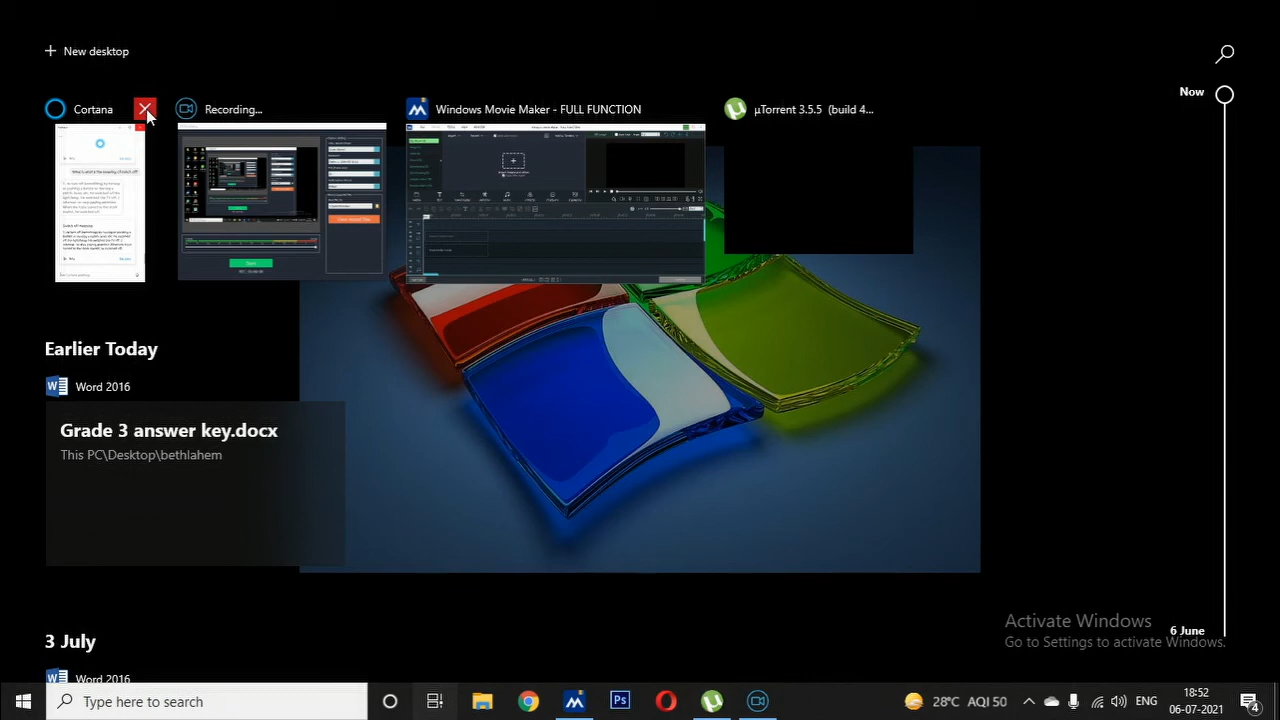 New desktop
Now
Cortana
Recording...
Windows Movie Maker - FULL FUNCTION
µTorrent 3.5.5 (build 4...
Earlier Today
Word 2016
Grade 3 answer key.docx
This PC\Desktop\bethlahem
3 July
Word 2016
Activate Windows
Go to Settings to activate Windows.
6 June
Type here to search
28°C AQI 50
ENG
8:52
06-07-2021
4